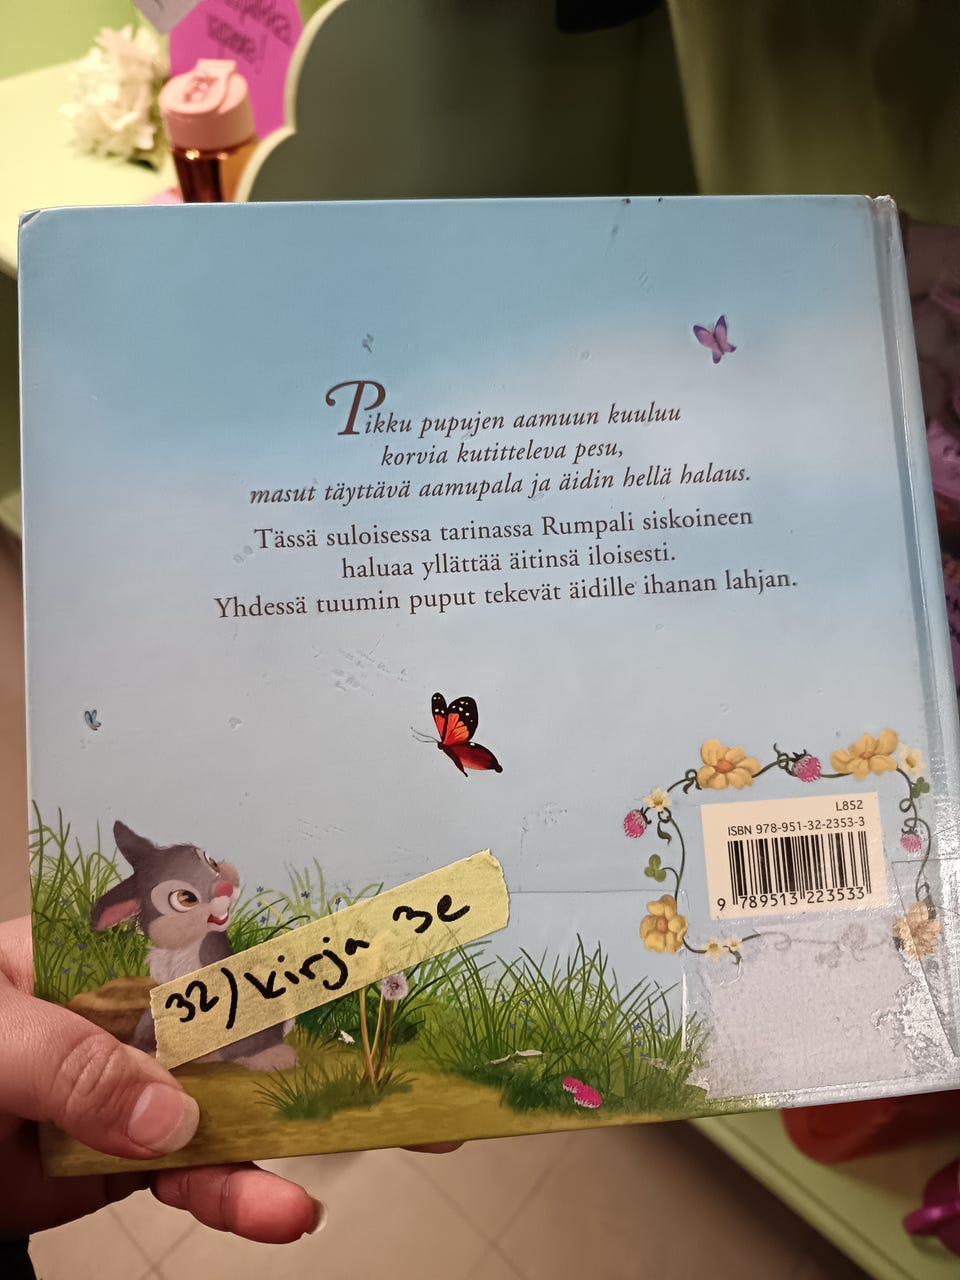 Pikku pupujen aamuun kuuluu
korvia kutitteleva pesu,
masut täyttävä aamupala ja äidin hellä halaus.
Tässä suloisessa tarinassa Rumpali siskoineen
haluaa yllättää äitinsä iloisesti.
Yhdessä tuumin puput tekevät äidille ihanan lahjan.
L852
ISBN 978-951-32-2353-3
9 789513 223533
32) kirja 3e